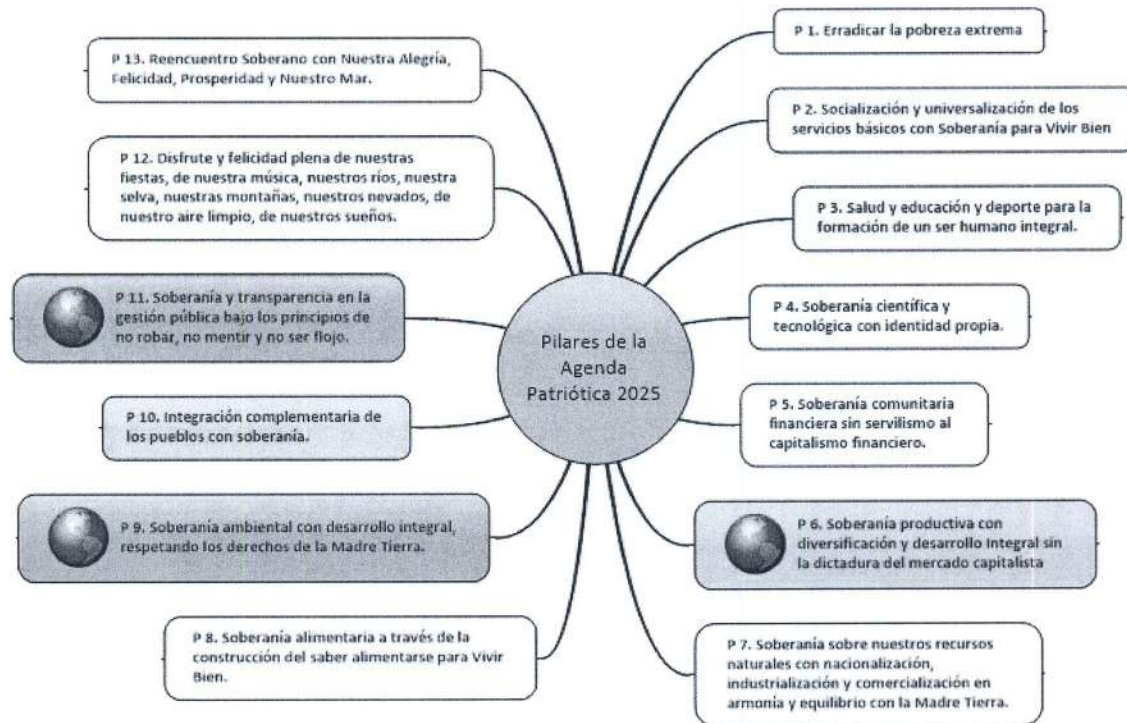 P 13. Reencuentro Soberano con Nuestra Alegría,
Felicidad, Prosperidad y Nuestro Mar.
P 12. Disfrute y felicidad plena de nuestras
fiestas, de nuestra música, nuestros ríos, nuestra
selva, nuestras montañas, nuestros nevados, de
nuestro aire limpio, de nuestros sueños.
P 11. Soberanía y transparencia en la
gestión pública bajo los principios de
no robar, no mentir y no ser flojo.
P 10. Integración complementaria de
los pueblos con soberanía.
P 9. Soberanía ambiental con desarrollo integral,
respetando los derechos de la Madre Tierra.
P 8. Soberanía alimentaria a través de la
construcción del saber alimentarse para Vivir
Bien.
Pilares de la
Agenda
Patriótica 2025
P 1. Erradicar la pobreza extrema
P 2. Socialización y universalización de los
servicios básicos con Soberanía para Vivir Bien
P 3. Salud y educación y deporte para la
formación de un ser humano integral.
P 4. Soberanía científica y
tecnológica con identidad propia.
P 5. Soberanía comunitaria
financiera sin servilismo al
capitalismo financiero.
P 6. Soberanía productiva con
diversificación y desarrollo Integral sin
la dictadura del mercado capitalista
P 7. Soberanía sobre nuestros recursos
naturales con nacionalización,
industrialización y comercialización en
armonía y equilibrio con la Madre Tierra.